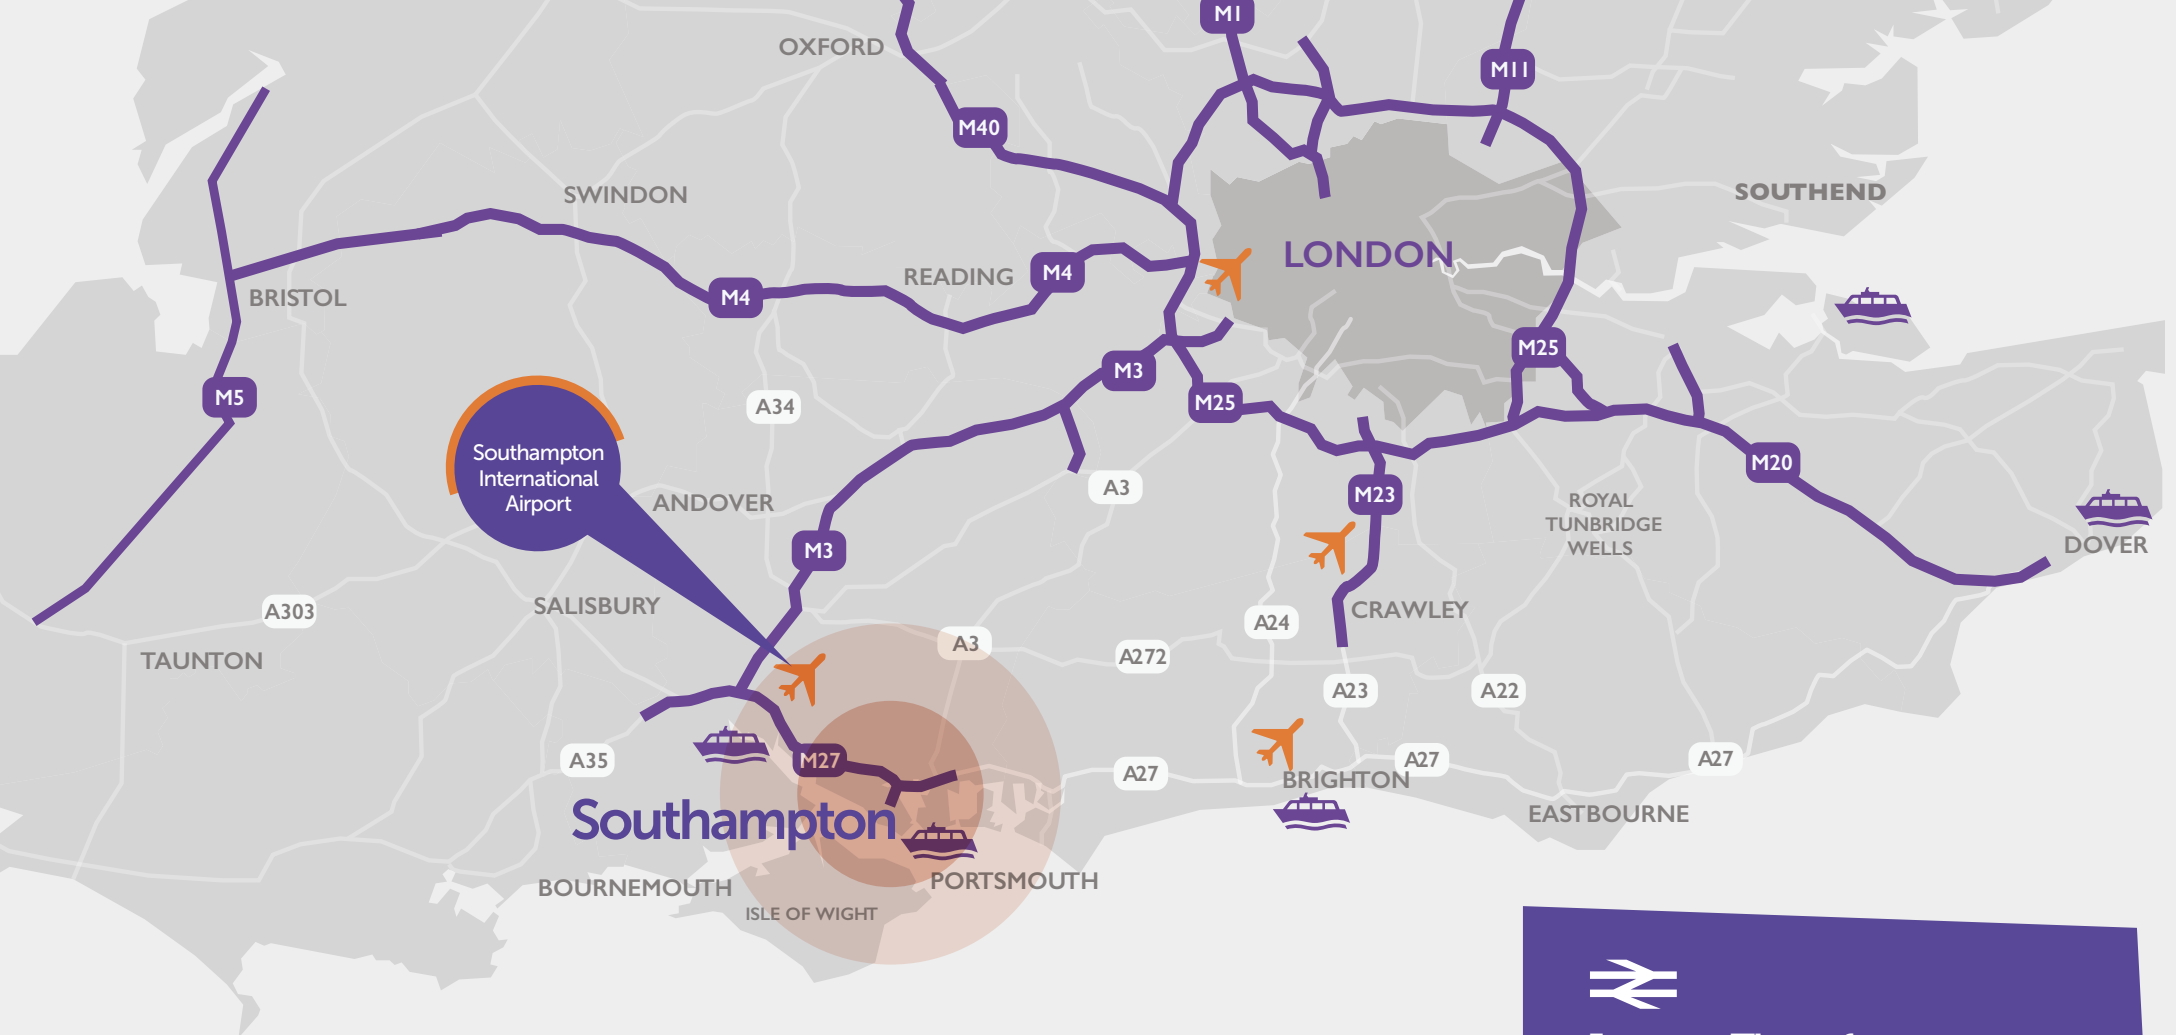 M1
OXFORD
M11
M40
SWINDON
SOUTHEND
LONDON
READING
M4
M4
BRISTOL
M25
M3
M5
A34
M25
Southampton
International
Airport
M20
A3
M23
ANDOVER
ROYAL
TUNBRIDGE
WELLS
DOVER
M3
SALISBURY
A303
CRAWLEY
A24
A3
A272
TAUNTON
A23
A22
A35
M27
A27
A27
A27
BRIGHTON
Southampton
EASTBOURNE
PORTSMOUTH
BOURNEMOUTH
ISLE OF WIGHT